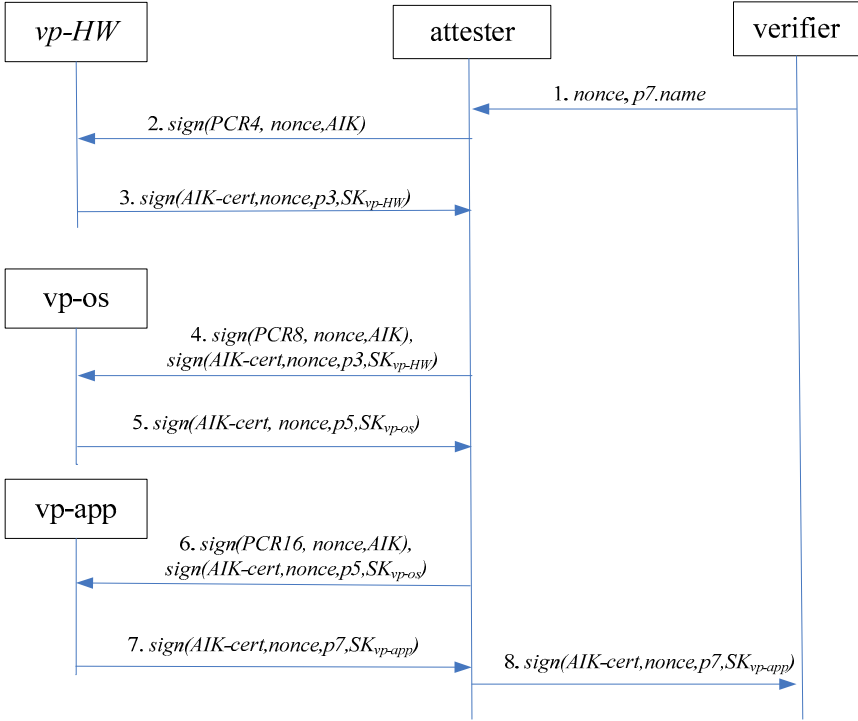 vp-HW
attester
verifier
1. nonce, p7.name
2. sign(PCR4, nonce,AIK)
3. sign(AIK-cert,nonce,p3,SKvp-HW)
vp-os
4. sign(PCR8, nonce,AIK),
sign(AIK-cert,nonce,p3,SKvp-HW)
5. sign(AIK-cert, nonce,p5,SKvp-os)
vp-app
6. sign(PCR16, nonce,AIK),
sign(AIK-cert,nonce,p5,SKvp-os)
7. sign(AIK-cert,nonce,p7,SKvp-app)
8. sign(AIK-cert,nonce,p7,SKvp-app)